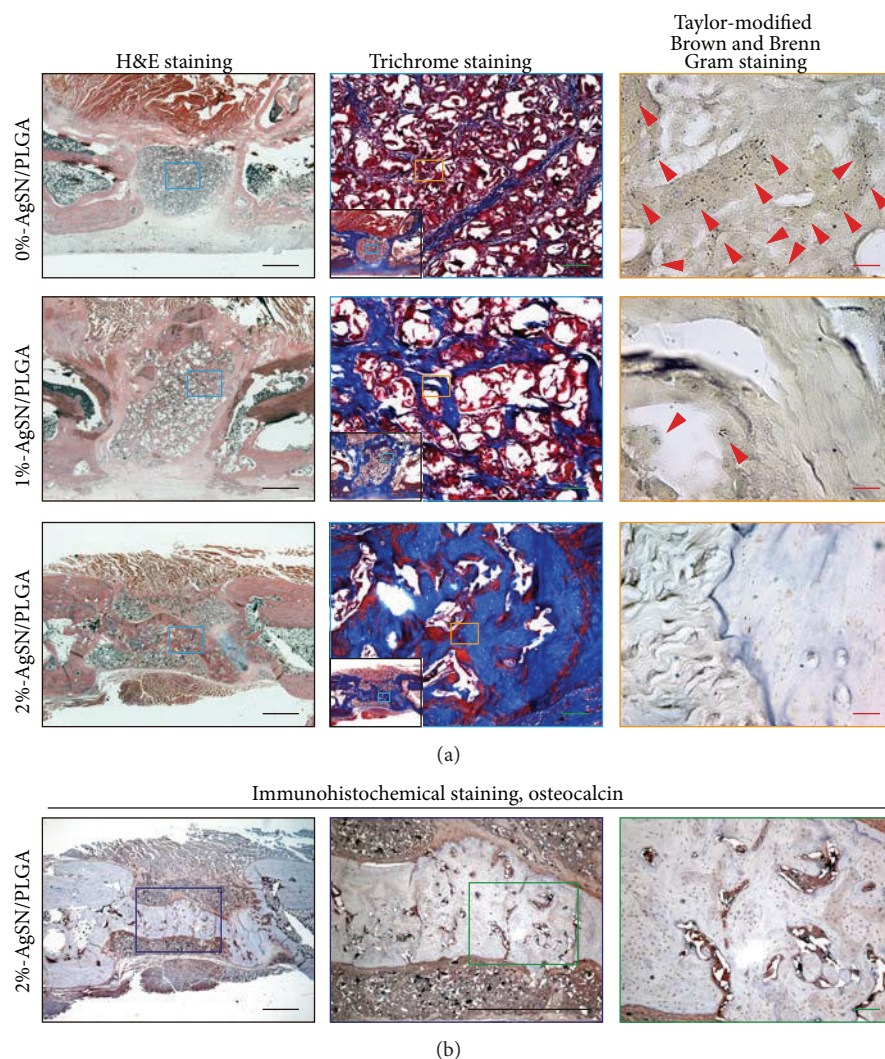 H&E staining
Trichrome staining
Taylor-modified
Brown and Brenn
Gram staining
0%-AgSN/PLGA
1%-AgSN/PLGA
2%-AgSN/PLGA
(a)
Immunohistochemical staining, osteocalcin
2%-AgSN/PLGA
(b)